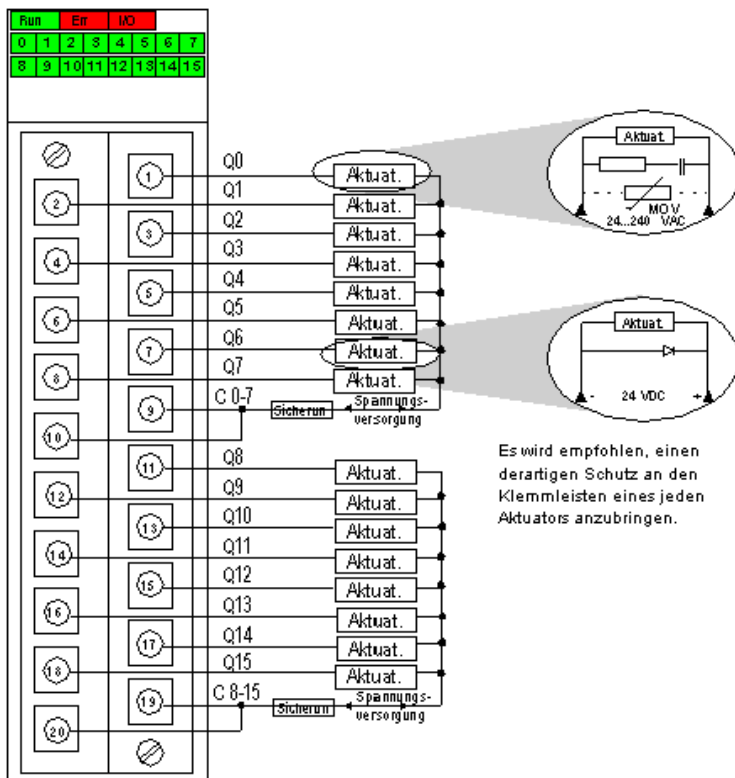 Run Err I/O
0 1 2 3 4 5 6 7
8 9 10 11 12 13 14 15
1 Q0 Aktuat.
2 Q1 Aktuat.
3 Q2 Aktuat.
4 Q3 Aktuat.
5 Q4 Aktuat.
6 Q5 Aktuat.
7 Q6 Aktuat.
8 Q7 Aktuat.
9 C 0-7 Sicherun Spannungs-
versorgung
10
11 Q8 Aktuat.
12 Q9 Aktuat.
13 Q10 Aktuat.
14 Q11 Aktuat.
15 Q12 Aktuat.
16 Q13 Aktuat.
17 Q14 Aktuat.
18 Q15 Aktuat.
19 C 8-15 Sicherun Spannungs-
versorgung
20
Aktuat.
MOV
24...240 VAC
Aktuat.
- 24 VDC +
Es wird empfohlen, einen
derartigen Schutz an den
Klemmleisten eines jeden
Aktuators anzubringen.